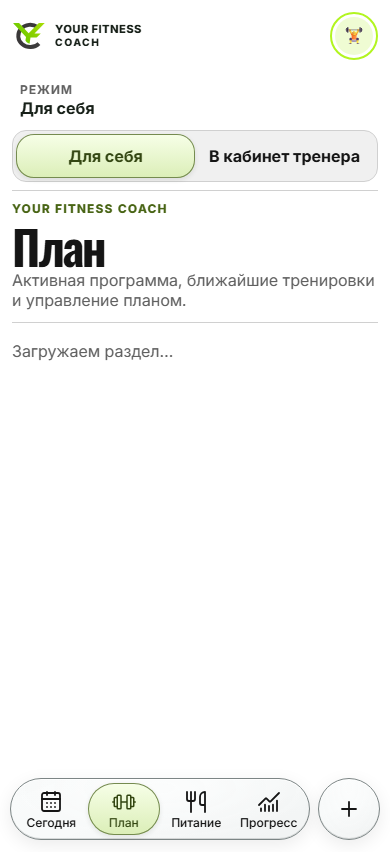 YOUR FITNESS
COACH
РЕЖИМ
Для себя
Для себя
В кабинет тренера
YOUR FITNESS COACH
План
Активная программа, ближайшие тренировки
и управление планом.
Загружаем раздел...
Сегодня
План
Питание
Прогресс